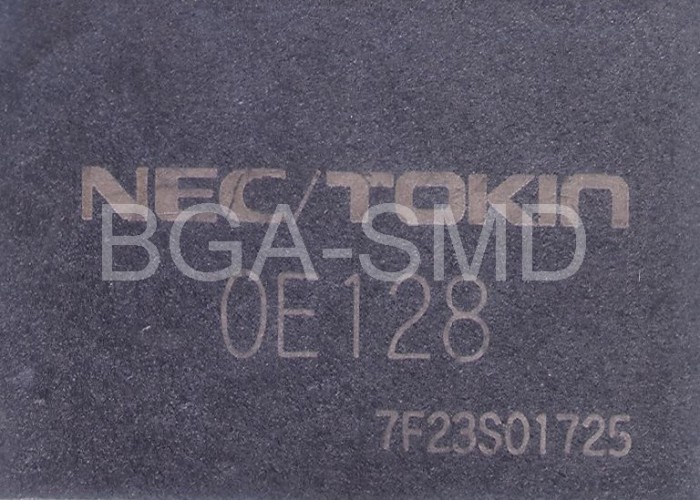 NEC/TOKIN
BGA-SMD
0E128
7F23S01725